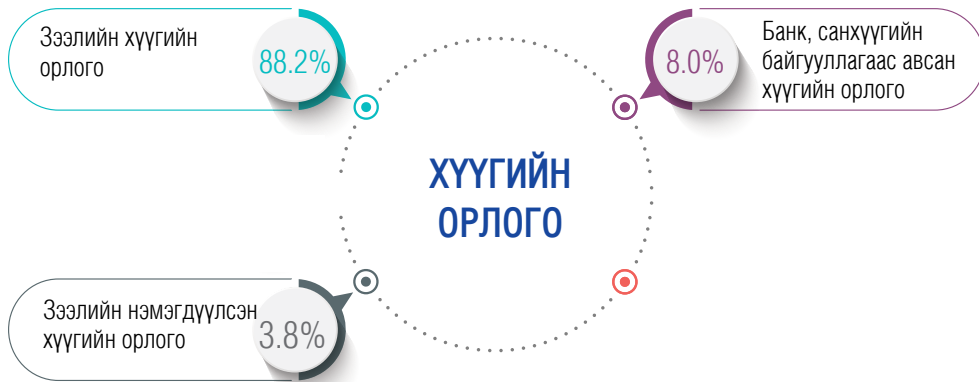 Зээлийн хүүгийн
орлого
88.2%
8.0%
Банк, санхүүгийн
байгууллагаас авсан
хүүгийн орлого
ХҮҮГИЙН
ОРЛОГО
Зээлийн нэмэгдүүлсэн
хүүгийн орлого
3.8%